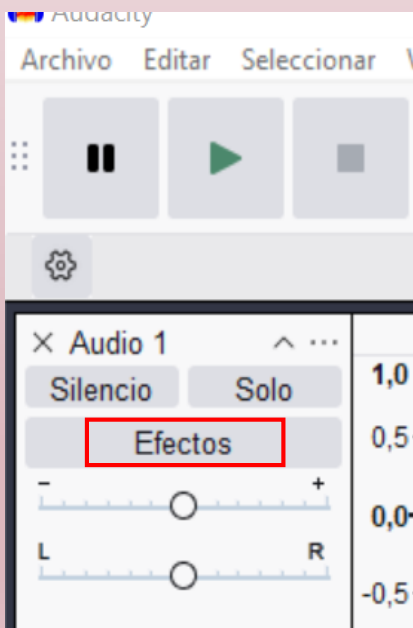 Audacity
Archivo Editar Seleccionar
× Audio 1
Silencio Solo
Efectos
- +
L R
1,0
0,5
0,0
-0,5